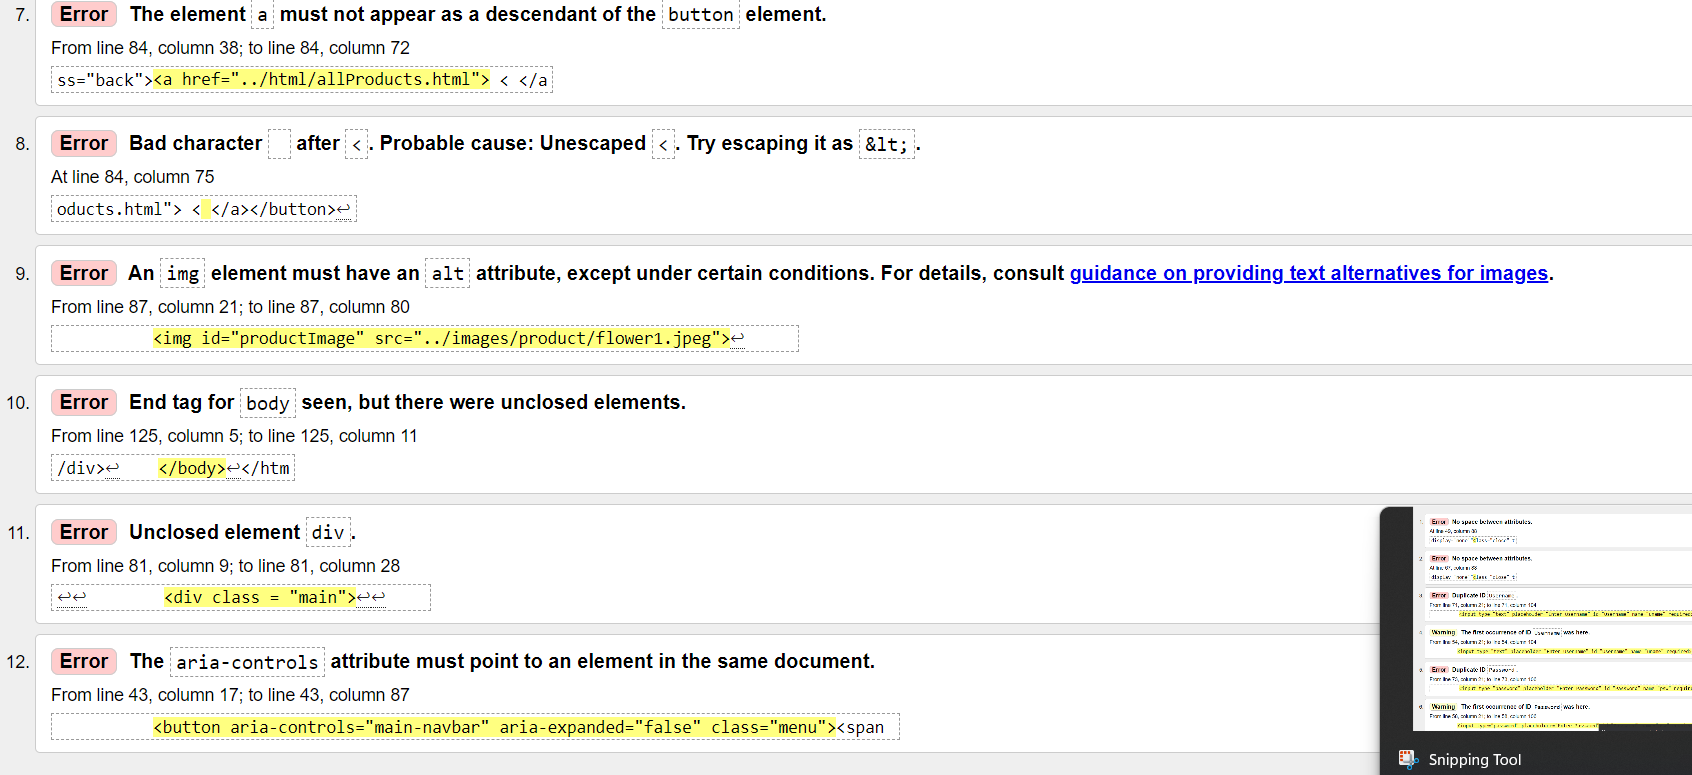 7. Error The element a must not appear as a descendant of the button element.
From line 84, column 38; to line 84, column 72
ss="back"><a href="../html/allProducts.html"> < </a
8. Error Bad character   after <. Probable cause: Unescaped <. Try escaping it as &lt;.
At line 84, column 75
oducts.html"> < </a></button>↩
9. Error An img element must have an alt attribute, except under certain conditions. For details, consult guidance on providing text alternatives for images.
From line 87, column 21; to line 87, column 80
<img id="productImage" src="../images/product/flower1.jpeg">↩
10. Error End tag for body seen, but there were unclosed elements.
From line 125, column 5; to line 125, column 11
/div>↩    </body>↩</htm
11. Error Unclosed element div.
From line 81, column 9; to line 81, column 28
↩↩        <div class = "main">↩↩
12. Error The aria-controls attribute must point to an element in the same document.
From line 43, column 17; to line 43, column 87
<button aria-controls="main-navbar" aria-expanded="false" class="menu"><span
Error No space between attributes.
Error No space between attributes.
Error Duplicate ID Username.
Warning The first occurrence of ID Username was here.
Error Duplicate ID Password.
Warning The first occurrence of ID Password was here.
Snipping Tool